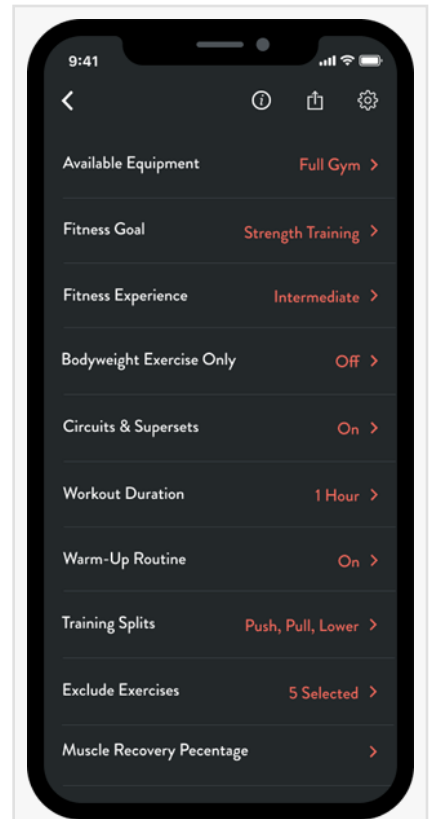 9:41
Available Equipment Full Gym
Fitness Goal Strength Training
Fitness Experience Intermediate
Bodyweight Exercise Only Off
Circuits & Supersets On
Workout Duration 1 Hour
Warm-Up Routine On
Training Splits Push, Pull, Lower
Exclude Exercises 5 Selected
Muscle Recovery Pecentage